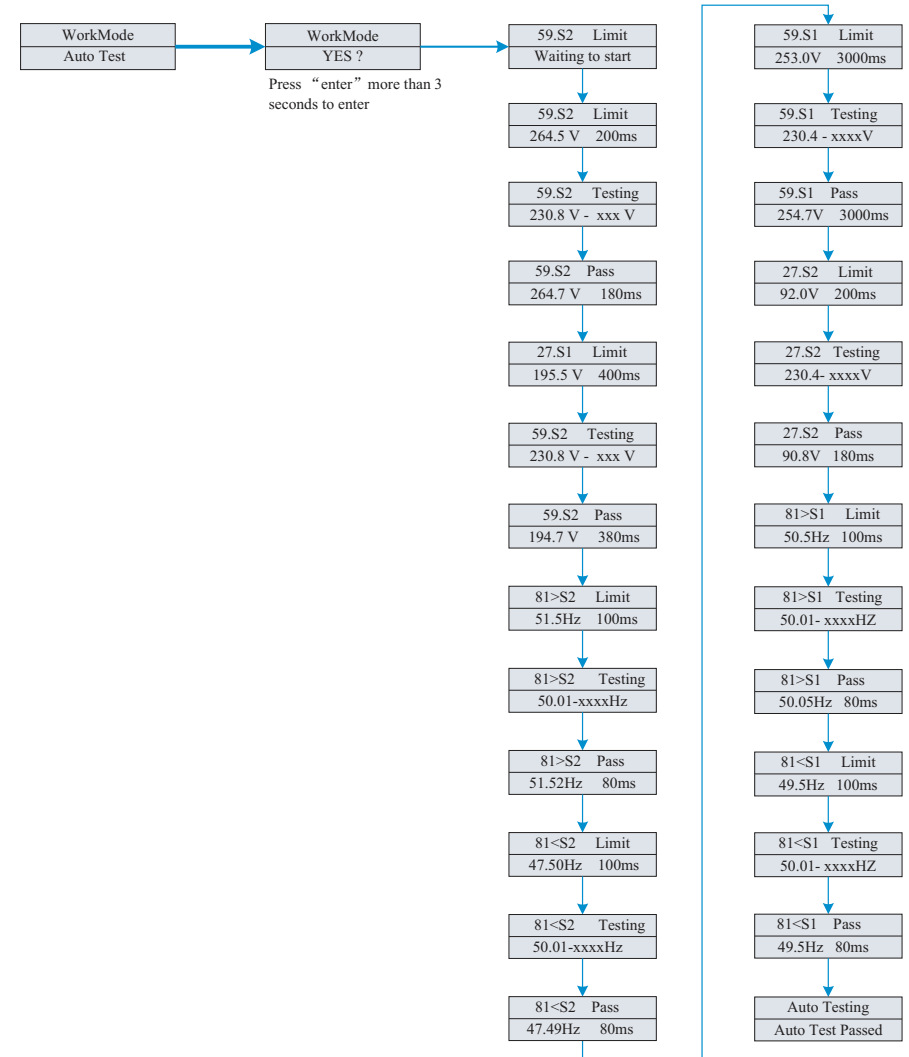 WorkMode
Auto Test
WorkMode
YES ?
Press “enter” more than 3
seconds to enter
59.S2 Limit
Waiting to start
59.S2 Limit
264.5 V 200ms
59.S2 Testing
230.8 V - xxx V
59.S2 Pass
264.7 V 180ms
27.S1 Limit
195.5 V 400ms
59.S2 Testing
230.8 V - xxx V
59.S2 Pass
194.7 V 380ms
81>S2 Limit
51.5Hz 100ms
81>S2 Testing
50.01-xxxxHz
81>S2 Pass
51.52Hz 80ms
81<S2 Limit
47.50Hz 100ms
81<S2 Testing
50.01-xxxxHz
81<S2 Pass
47.49Hz 80ms
59.S1 Limit
253.0V 3000ms
59.S1 Testing
230.4 - xxxxV
59.S1 Pass
254.7V 3000ms
27.S2 Limit
92.0V 200ms
27.S2 Testing
230.4- xxxxV
27.S2 Pass
90.8V 180ms
81>S1 Limit
50.5Hz 100ms
81>S1 Testing
50.01- xxxxHZ
81>S1 Pass
50.05Hz 80ms
81<S1 Limit
49.5Hz 100ms
81<S1 Testing
50.01- xxxxHZ
81<S1 Pass
49.5Hz 80ms
Auto Testing
Auto Test Passed